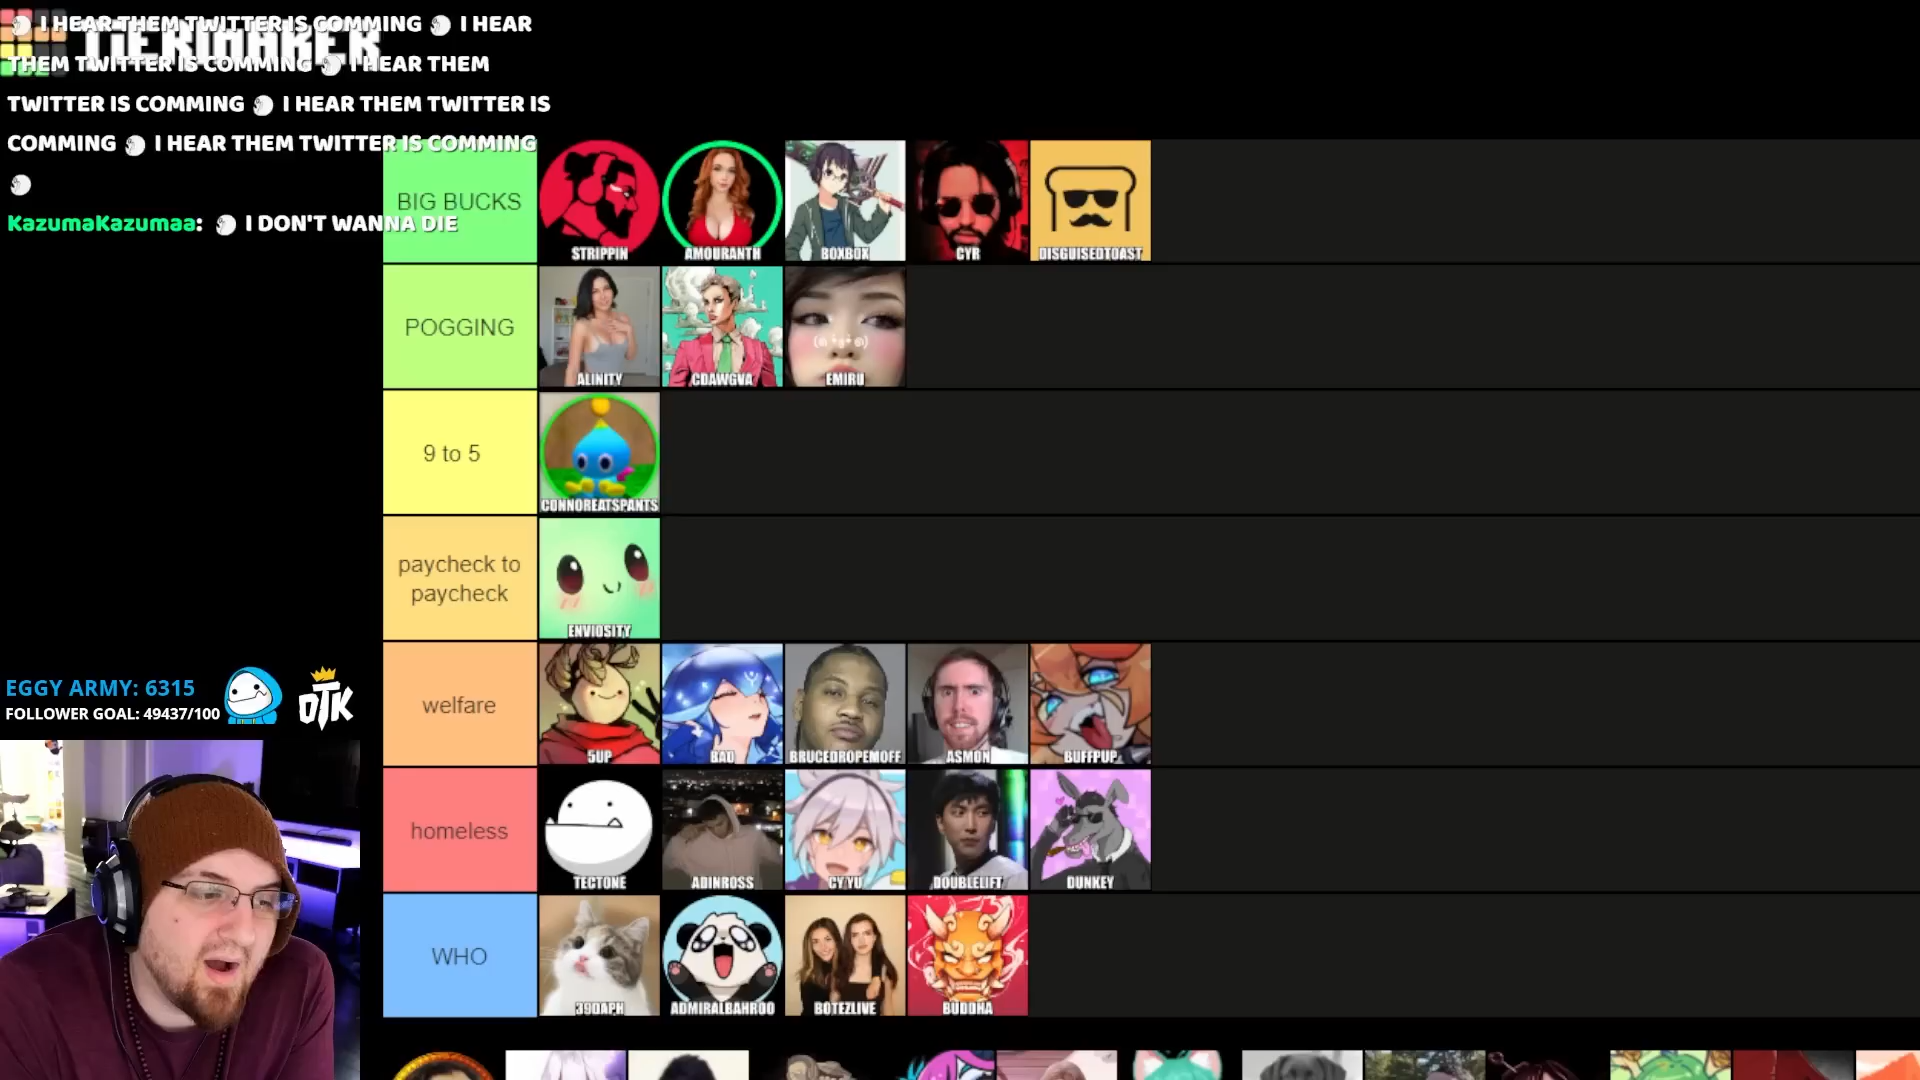 I HEAR THEM TWITTER IS COMMING I HEAR
TIERMAKER
THEM TWITTER IS COMMING I HEAR THEM
TWITTER IS COMMING I HEAR THEM TWITTER IS
COMMING I HEAR THEM TWITTER IS COMMING
KazumaKazumaa: I DON'T WANNA DIE
BIG BUCKS
STRIPPIN
AMOURANTH
BOXBOX
CYR
DISGUISEDTOAST
POGGING
ALINITY
CDAWGVA
EMIRU
9 to 5
CONNOREATSPANTS
paycheck to
paycheck
ENVIOSITY
welfare
5UP
BAO
BRUCEDROPEMOFF
ASMON
BUFFPUP
homeless
TECTONE
ADINROSS
CY YU
DOUBLELIFT
DUNKEY
WHO
39DAPH
ADMIRALBAHROO
BOTEZLIVE
BUDDHA
EGGY ARMY: 6315
FOLLOWER GOAL: 49437/100
OTK